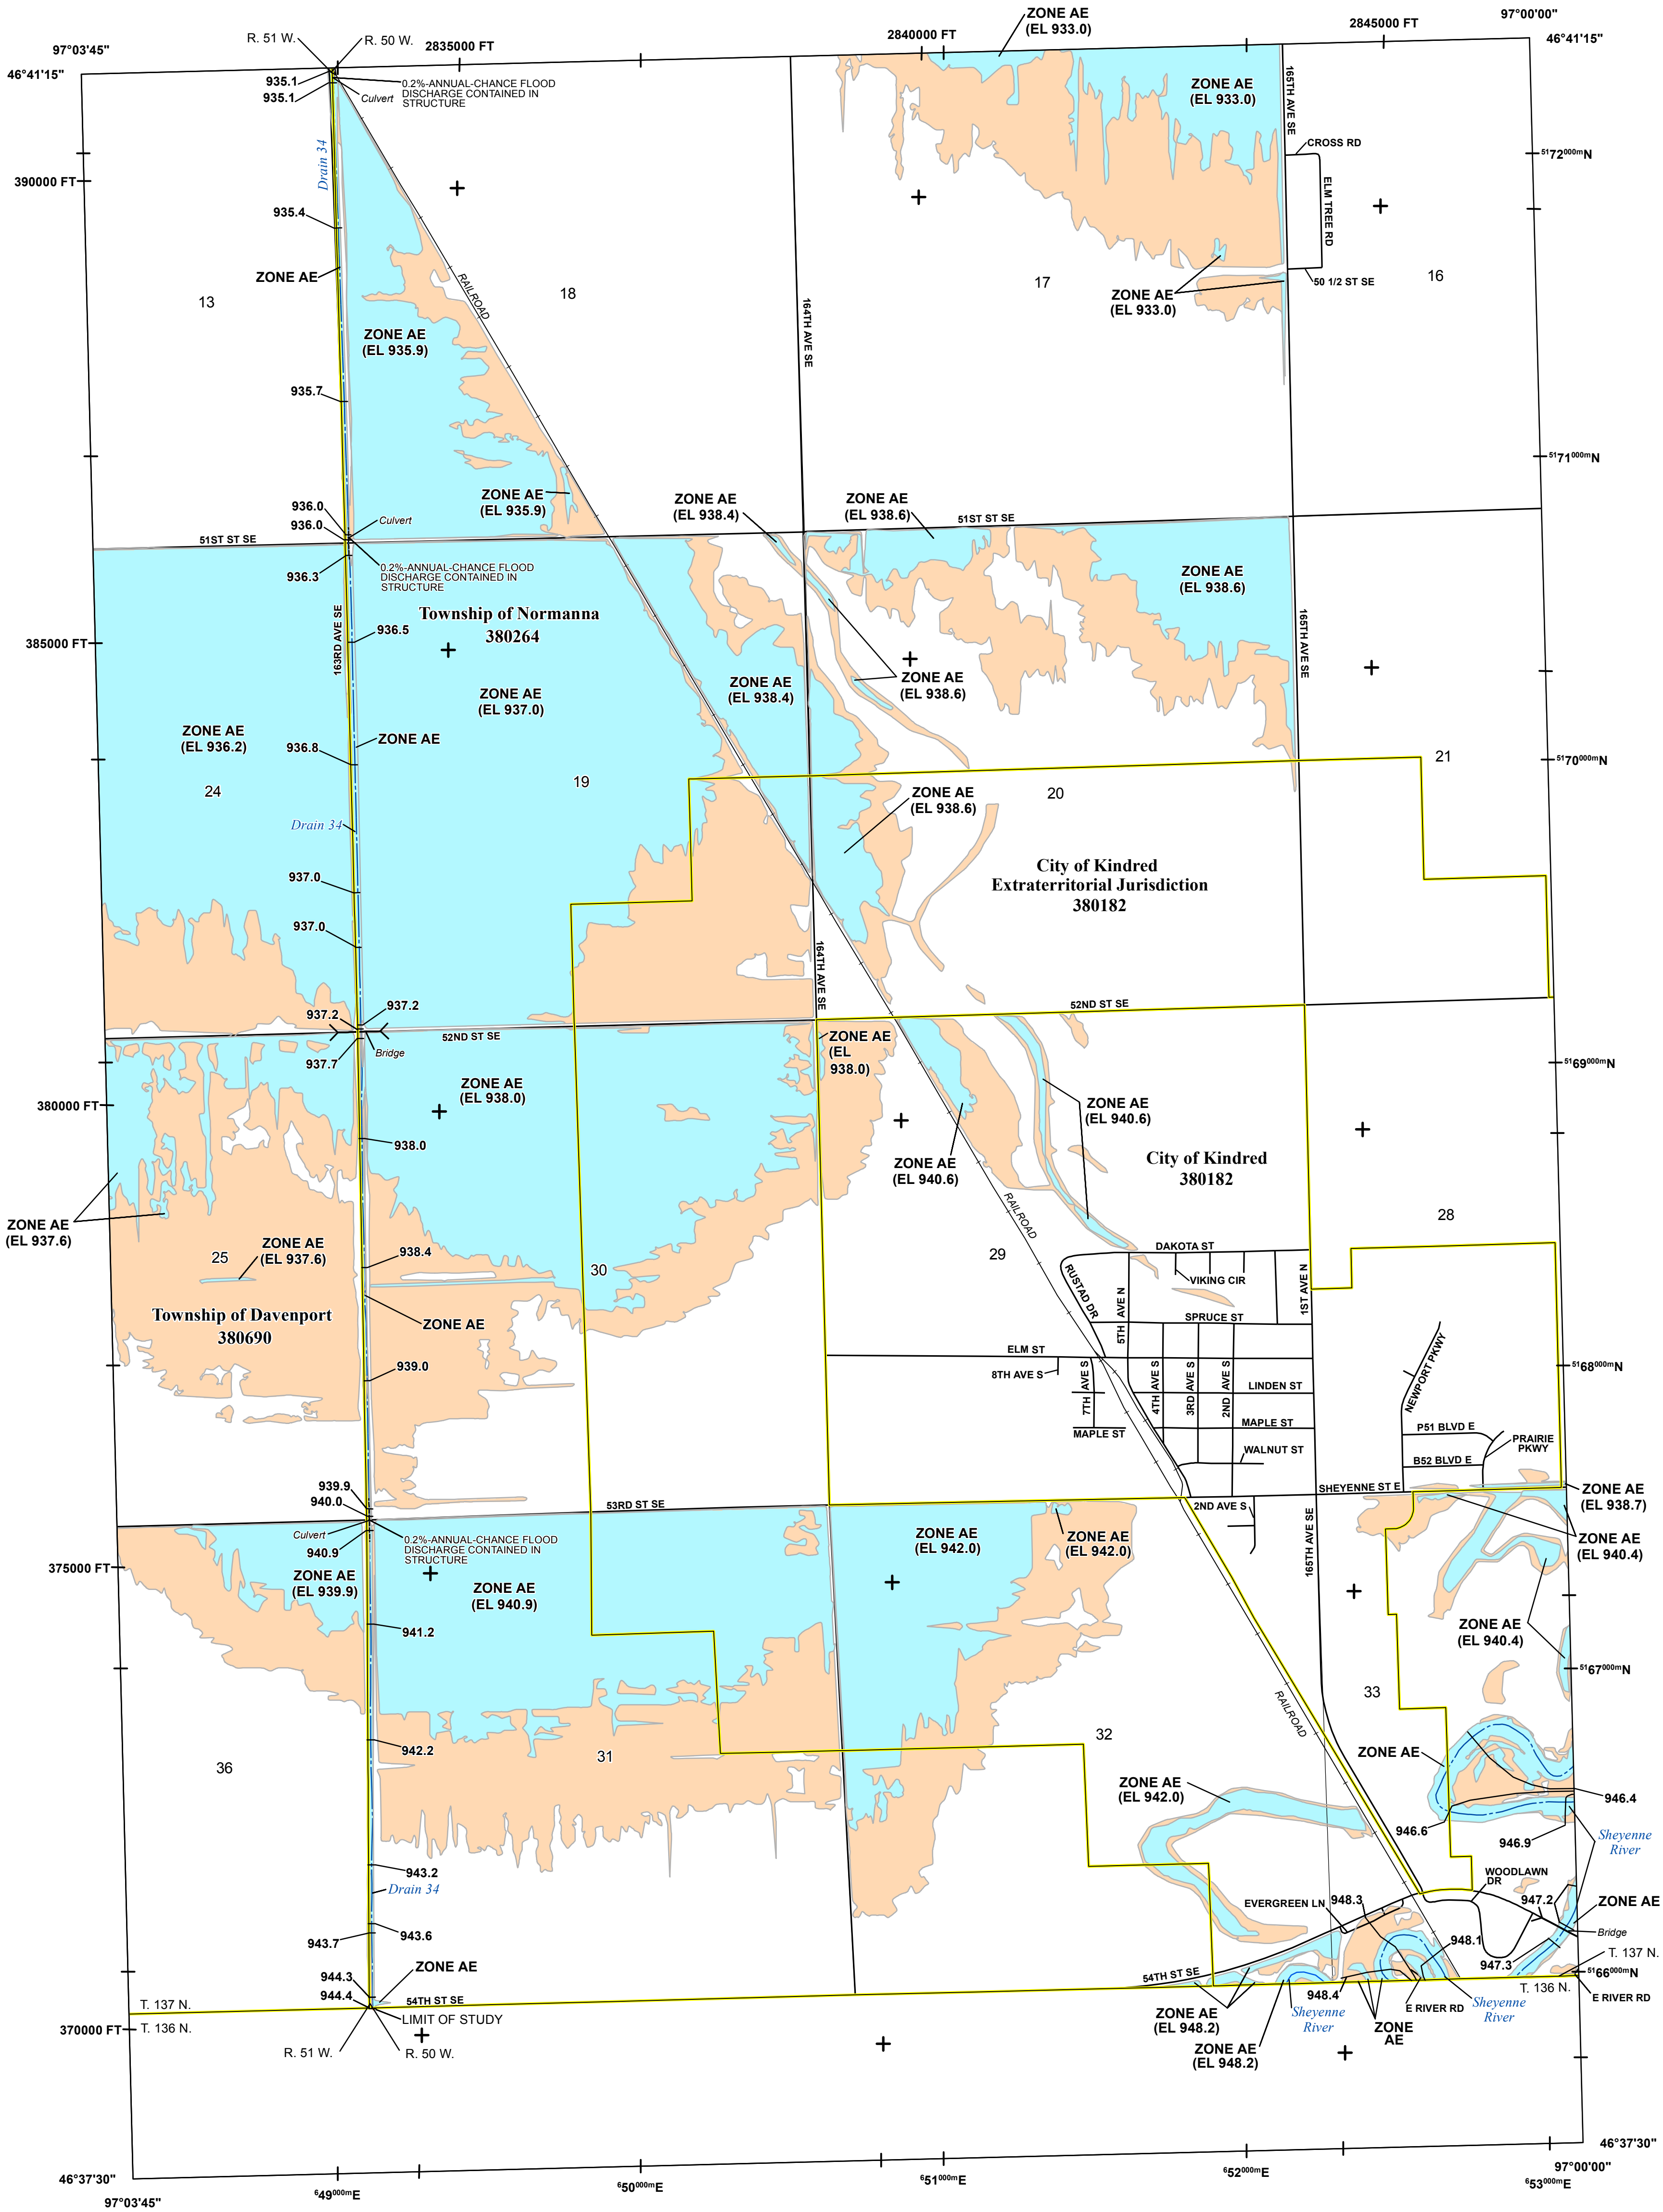 ZONE AE
(EL 933.0)
97°03'45"
R. 51 W.
R. 50 W.
2835000 FT
2840000 FT
2845000 FT
97°00'00"
46°41'15"
46°41'15"
935.1
935.1
Culvert
0.2%-ANNUAL-CHANCE FLOOD
DISCHARGE CONTAINED IN
STRUCTURE
ZONE AE
(EL 933.0)
165TH AVE SE
CROSS RD
5172000mN
Drain 34
390000 FT
ELM TREE RD
935.4
ZONE AE
13
18
RAILROAD
17
16
50 1/2 ST SE
ZONE AE
(EL 933.0)
164TH AVE SE
ZONE AE
(EL 935.9)
935.7
5171000mN
ZONE AE
(EL 935.9)
ZONE AE
(EL 938.4)
ZONE AE
(EL 938.6)
936.0
936.0
Culvert
51ST ST SE
51ST ST SE
0.2%-ANNUAL-CHANCE FLOOD
DISCHARGE CONTAINED IN
STRUCTURE
936.3
ZONE AE
(EL 938.6)
Township of Normanna
380264
163RD AVE SE
936.5
385000 FT
165TH AVE SE
ZONE AE
(EL 937.0)
ZONE AE
(EL 938.4)
ZONE AE
(EL 938.6)
ZONE AE
(EL 936.2)
936.8
ZONE AE
24
19
20
21
5170000mN
ZONE AE
(EL 938.6)
Drain 34
937.0
City of Kindred
Extraterritorial Jurisdiction
380182
937.0
164TH AVE SE
937.2
937.2
52ND ST SE
52ND ST SE
Bridge
937.7
ZONE AE
(EL
938.0)
5169000mN
ZONE AE
(EL 938.0)
380000 FT
938.0
ZONE AE
(EL 940.6)
ZONE AE
(EL 940.6)
City of Kindred
380182
ZONE AE
(EL 937.6)
RAILROAD
28
25
ZONE AE
(EL 937.6)
938.4
30
29
DAKOTA ST
VIKING CIR
RUSTAD DR
5TH AVE N
1ST AVE N
Township of Davenport
380690
ZONE AE
SPRUCE ST
ELM ST
8TH AVE S
939.0
7TH AVE S
4TH AVE S
3RD AVE S
2ND AVE S
LINDEN ST
NEWPORT PKWY
5168000mN
MAPLE ST
MAPLE ST
WALNUT ST
P51 BLVD E
B52 BLVD E
PRAIRIE
PKWY
939.9
940.0
53RD ST SE
SHEYENNE ST E
2ND AVE S
ZONE AE
(EL 938.7)
Culvert
940.9
0.2%-ANNUAL-CHANCE FLOOD
DISCHARGE CONTAINED IN
STRUCTURE
ZONE AE
(EL 942.0)
ZONE AE
(EL 942.0)
165TH AVE SE
ZONE AE
(EL 940.4)
375000 FT
ZONE AE
(EL 939.9)
ZONE AE
(EL 940.9)
941.2
ZONE AE
(EL 940.4)
5167000mN
33
RAILROAD
32
36
942.2
31
ZONE AE
ZONE AE
(EL 942.0)
946.4
946.6
946.9
Sheyenne
River
943.2
Drain 34
WOODLAWN
DR
EVERGREEN LN
948.3
947.2
ZONE AE
943.6
943.7
Bridge
948.1
947.3
T. 137 N.
944.3
944.4
ZONE AE
54TH ST SE
5166000mN
T. 137 N.
54TH ST SE
948.4
T. 136 N.
E RIVER RD
LIMIT OF STUDY
370000 FT
T. 136 N.
ZONE AE
(EL 948.2)
Sheyenne
River
E RIVER RD
Sheyenne
River
ZONE
AE
R. 51 W.
R. 50 W.
ZONE AE
(EL 948.2)
46°37'30"
46°37'30"
97°03'45"
649000mE
650000mE
651000mE
652000mE
653000mE
97°00'00"